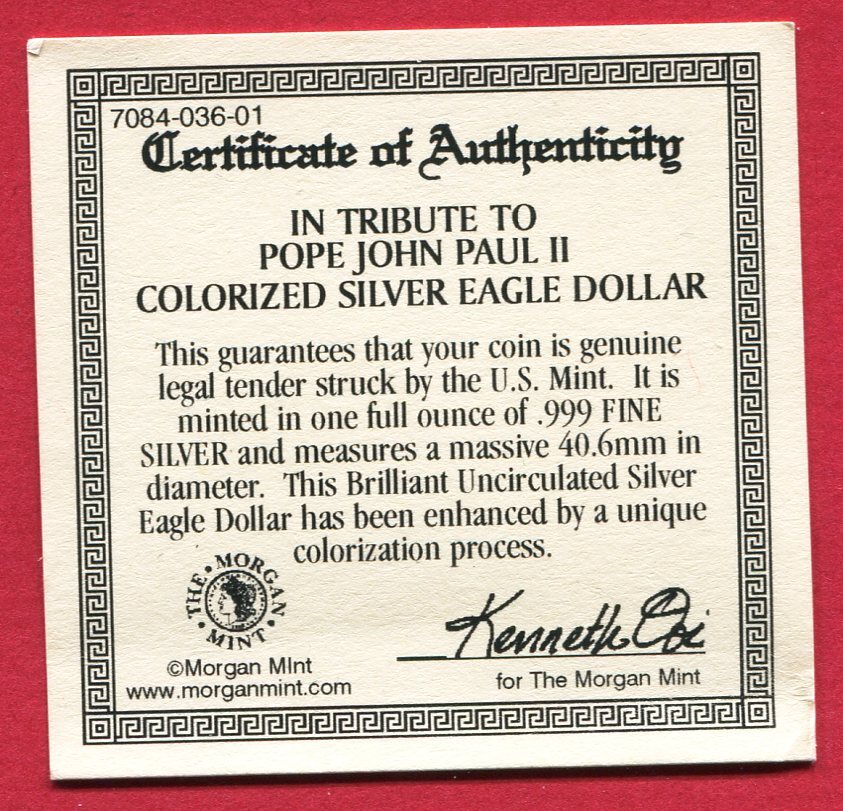 7084-036-01
Certificate of Authenticity
IN TRIBUTE TO
POPE JOHN PAUL II
COLORIZED SILVER EAGLE DOLLAR
This guarantees that your coin is genuine
legal tender struck by the U.S. Mint. It is
minted in one full ounce of .999 FINE
SILVER and measures a massive 40.6mm in
diameter. This Brilliant Uncirculated Silver
Eagle Dollar has been enhanced by a unique
colorization process.
THE • MORGAN • MINT •
Kenneth
©Morgan MInt
www.morganmint.com
for The Morgan Mint